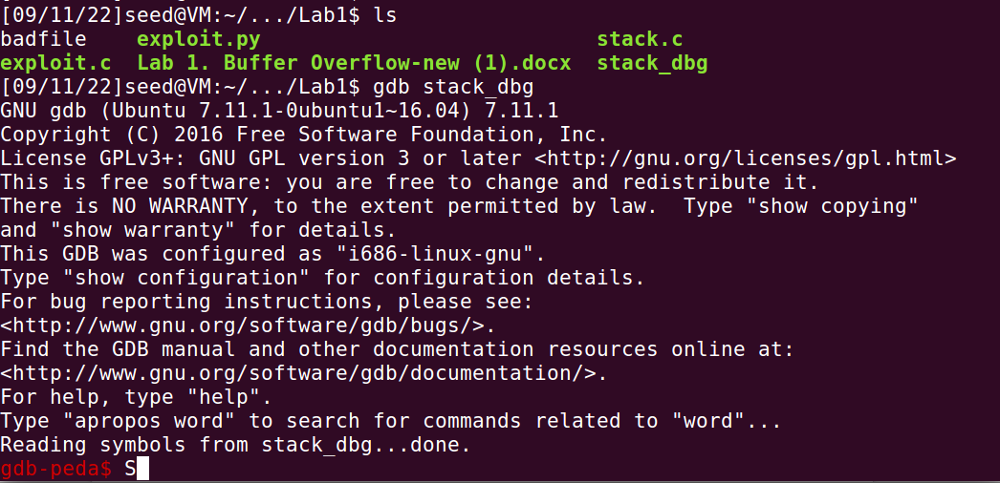 [09/11/22]seed@VM:~/.../Lab1$ ls
badfile    exploit.py                           stack.c
exploit.c  Lab 1. Buffer Overflow-new (1).docx  stack_dbg
[09/11/22]seed@VM:~/.../Lab1$ gdb stack_dbg
GNU gdb (Ubuntu 7.11.1-0ubuntu1~16.04) 7.11.1
Copyright (C) 2016 Free Software Foundation, Inc.
License GPLv3+: GNU GPL version 3 or later <http://gnu.org/licenses/gpl.html>
This is free software: you are free to change and redistribute it.
There is NO WARRANTY, to the extent permitted by law.  Type "show copying"
and "show warranty" for details.
This GDB was configured as "i686-linux-gnu".
Type "show configuration" for configuration details.
For bug reporting instructions, please see:
<http://www.gnu.org/software/gdb/bugs/>.
Find the GDB manual and other documentation resources online at:
<http://www.gnu.org/software/gdb/documentation/>.
For help, type "help".
Type "apropos word" to search for commands related to "word"...
Reading symbols from stack_dbg...done.
gdb-peda$ S